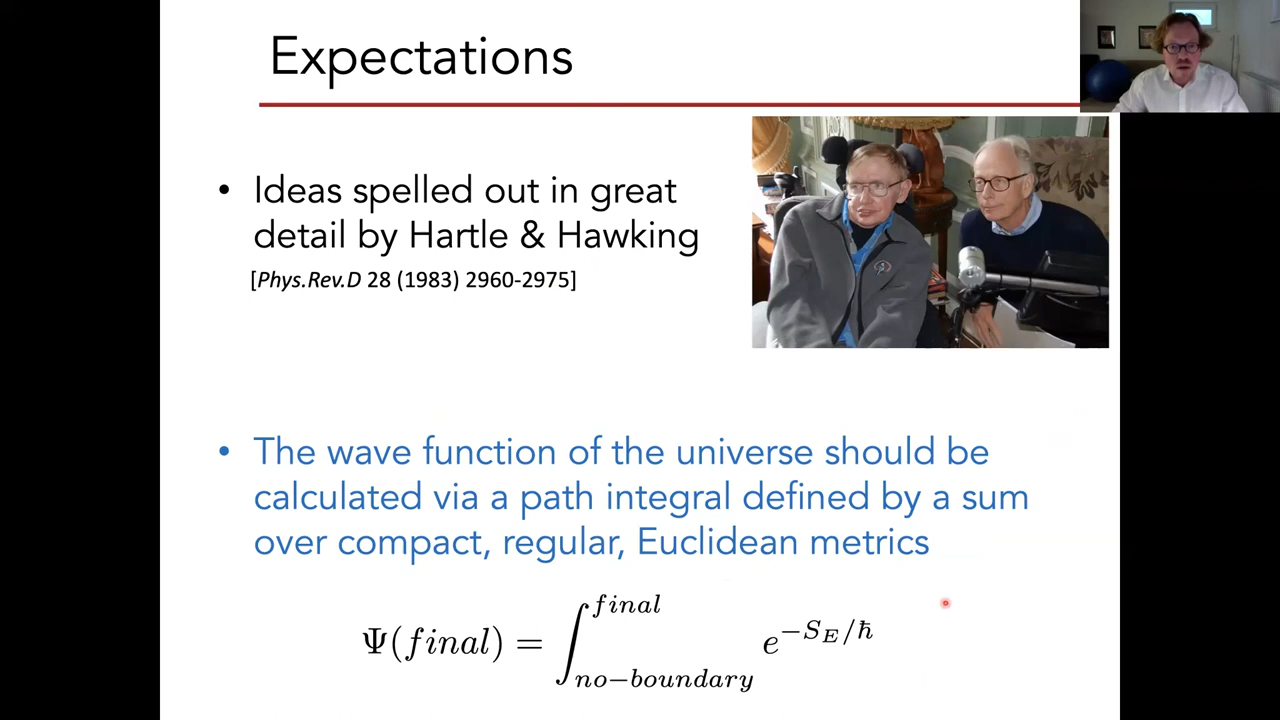 Expectations
• Ideas spelled out in great
detail by Hartle & Hawking
[Phys.Rev.D 28 (1983) 2960-2975]
• The wave function of the universe should be
calculated via a path integral defined by a sum
over compact, regular, Euclidean metrics
Ψ(final) = ∫_{no−boundary}^{final} e^{−S_E/ℏ}